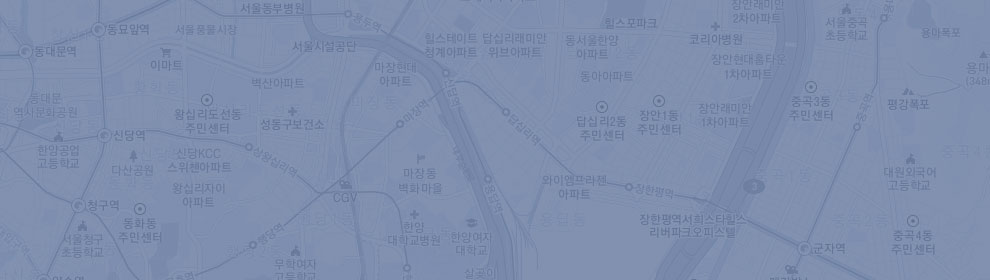 서울동부병원
동묘앞역
서울풍물시장
용두역
힐스포파크
장안래미안
2차아파트
서울중곡
초등학교
용마폭포
동대문역
서울시설공단
힐스테이트
청계아파트
답십리래미안
위브아파트
동서울한양
아파트
코리아병원
이마트
벽산아파트
마장현대
아파트
동아아파트
장안현대홈타운
1차아파트
동대문
역사문화공원
왕십리도선동
주민센터
성동구보건소
마장역
답십리역
답십리2동
주민센터
장안1동
주민센터
장안래미안
1차아파트
중곡3동
주민센터
평강폭포
중곡역
신당역
한양공업
고등학교
다산공원
신당KCC
스위첸아파트
상왕십리역
마장동
벽화마을
와이엠프라젠
아파트
장한평역
3
대원외국어
고등학교
왕십리자이
아파트
CGV
용답역
청구역
동화동
주민센터
서울청구
초등학교
왕십리역
한양
대학교병원
한양여자
대학교
장한평역서희스타힐스
리버파크오피스텔
군자역
중곡4동
주민센터
무학여자
고등학교
살곶이